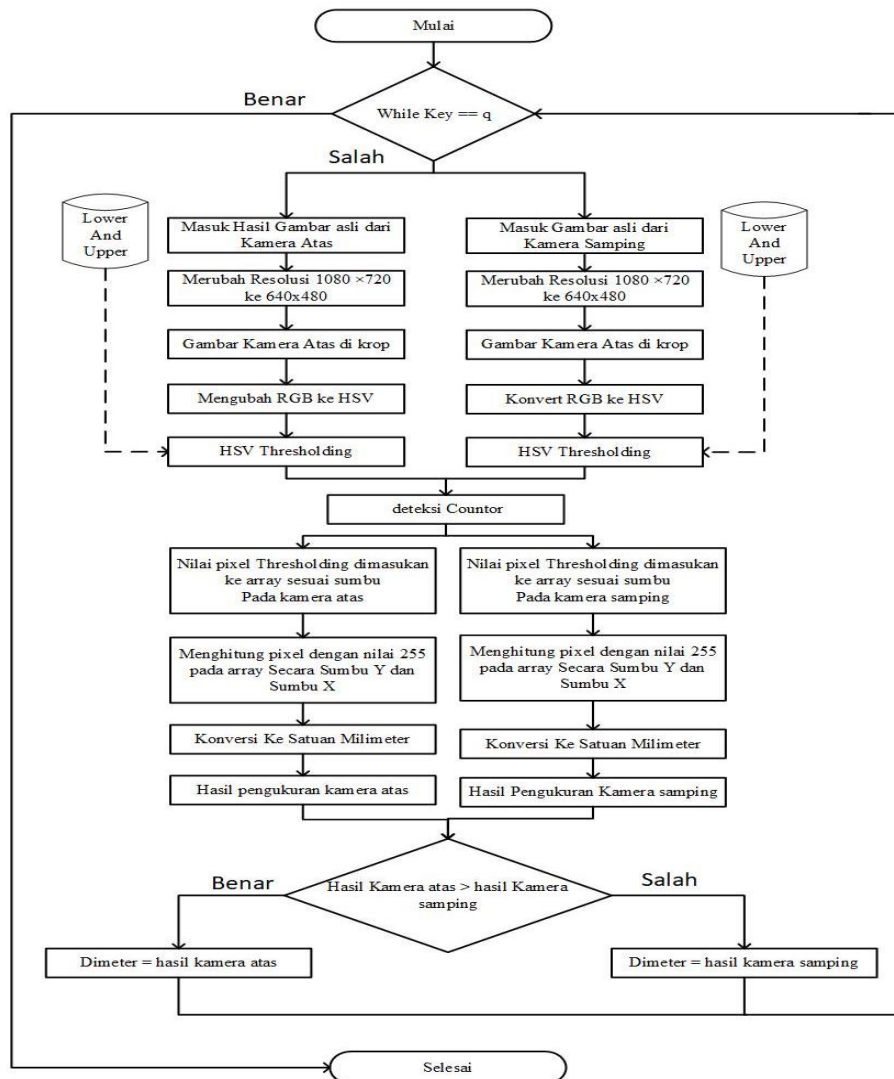 Mulai
Benar
While Key == q
Salah
Lower
And
Upper
Masuk Hasil Gambar asli dari
Kamera Atas
Masuk Gambar asli dari
Kamera Samping
Lower
And
Upper
Merubah Resolusi 1080 ×720
ke 640x480
Merubah Resolusi 1080 ×720
ke 640x480
Gambar Kamera Atas di krop
Gambar Kamera Atas di krop
Mengubah RGB ke HSV
Konvert RGB ke HSV
HSV Thresholding
HSV Thresholding
deteksi Countor
Nilai pixel Thresholding dimasukan
ke array sesuai sumbu
Pada kamera atas
Nilai pixel Thresholding dimasukan
ke array sesuai sumbu
Pada kamera samping
Menghitung pixel dengan nilai 255
pada array Secara Sumbu Y dan
Sumbu X
Menghitung pixel dengan nilai 255
pada array Secara Sumbu Y dan
Sumbu X
Konversi Ke Satuan Milimeter
Konversi Ke Satuan Milimeter
Hasil pengukuran kamera atas
Hasil Pengukuran Kamera samping
Benar
Hasil Kamera atas > hasil Kamera
samping
Salah
Dimeter = hasil kamera atas
Dimeter = hasil kamera samping
Selesai